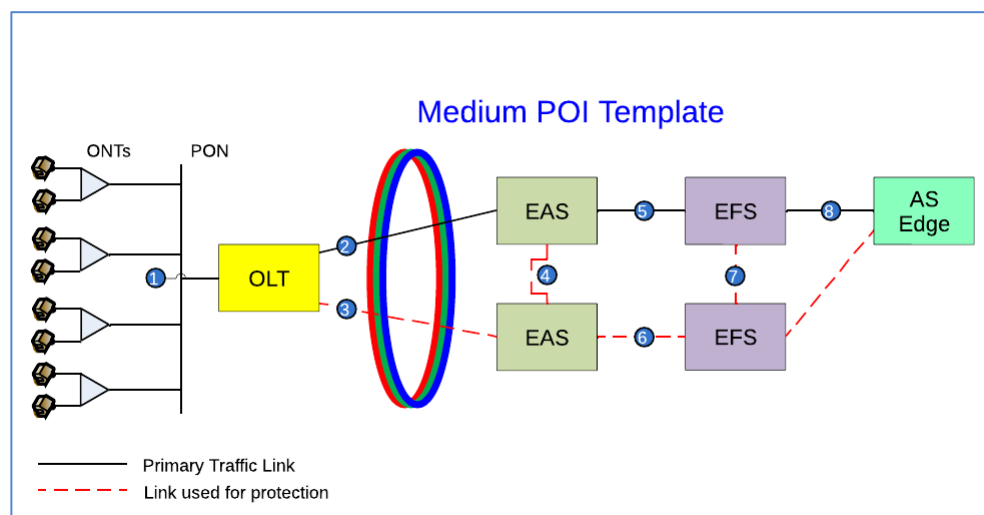 Medium POI Template
ONTs
PON
1
OLT
2
3
EAS
4
EAS
5
6
EFS
7
EFS
8
AS
Edge
Primary Traffic Link
Link used for protection